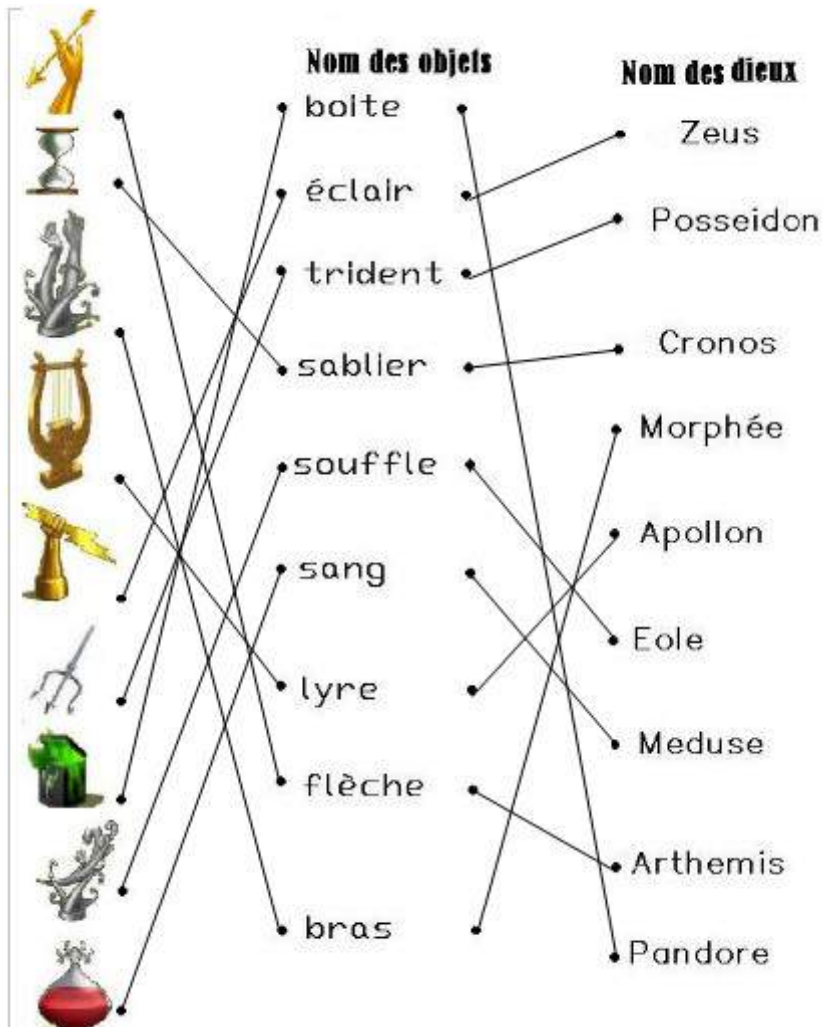 Nom des objets
boite
éclair
trident
sablier
souffle
sang
lyre
flèche
bras
Nom des dieux
Zeus
Posseidon
Cronos
Morphée
Apollon
Eole
Meduse
Arthemis
Pandore